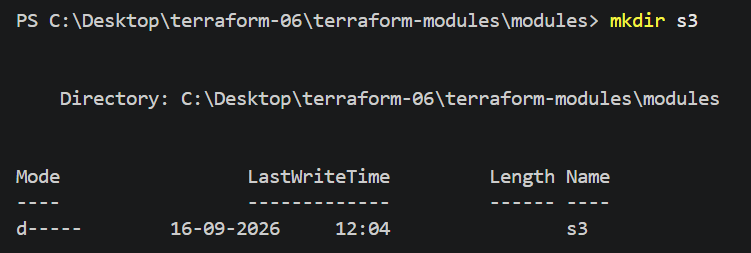 PS C:\Desktop\terraform-06\terraform-modules\modules> mkdir s3
Directory: C:\Desktop\terraform-06\terraform-modules\modules
Mode                 LastWriteTime         Length Name
----                 -------------         ------ ----
d-----        16-09-2026     12:04                s3